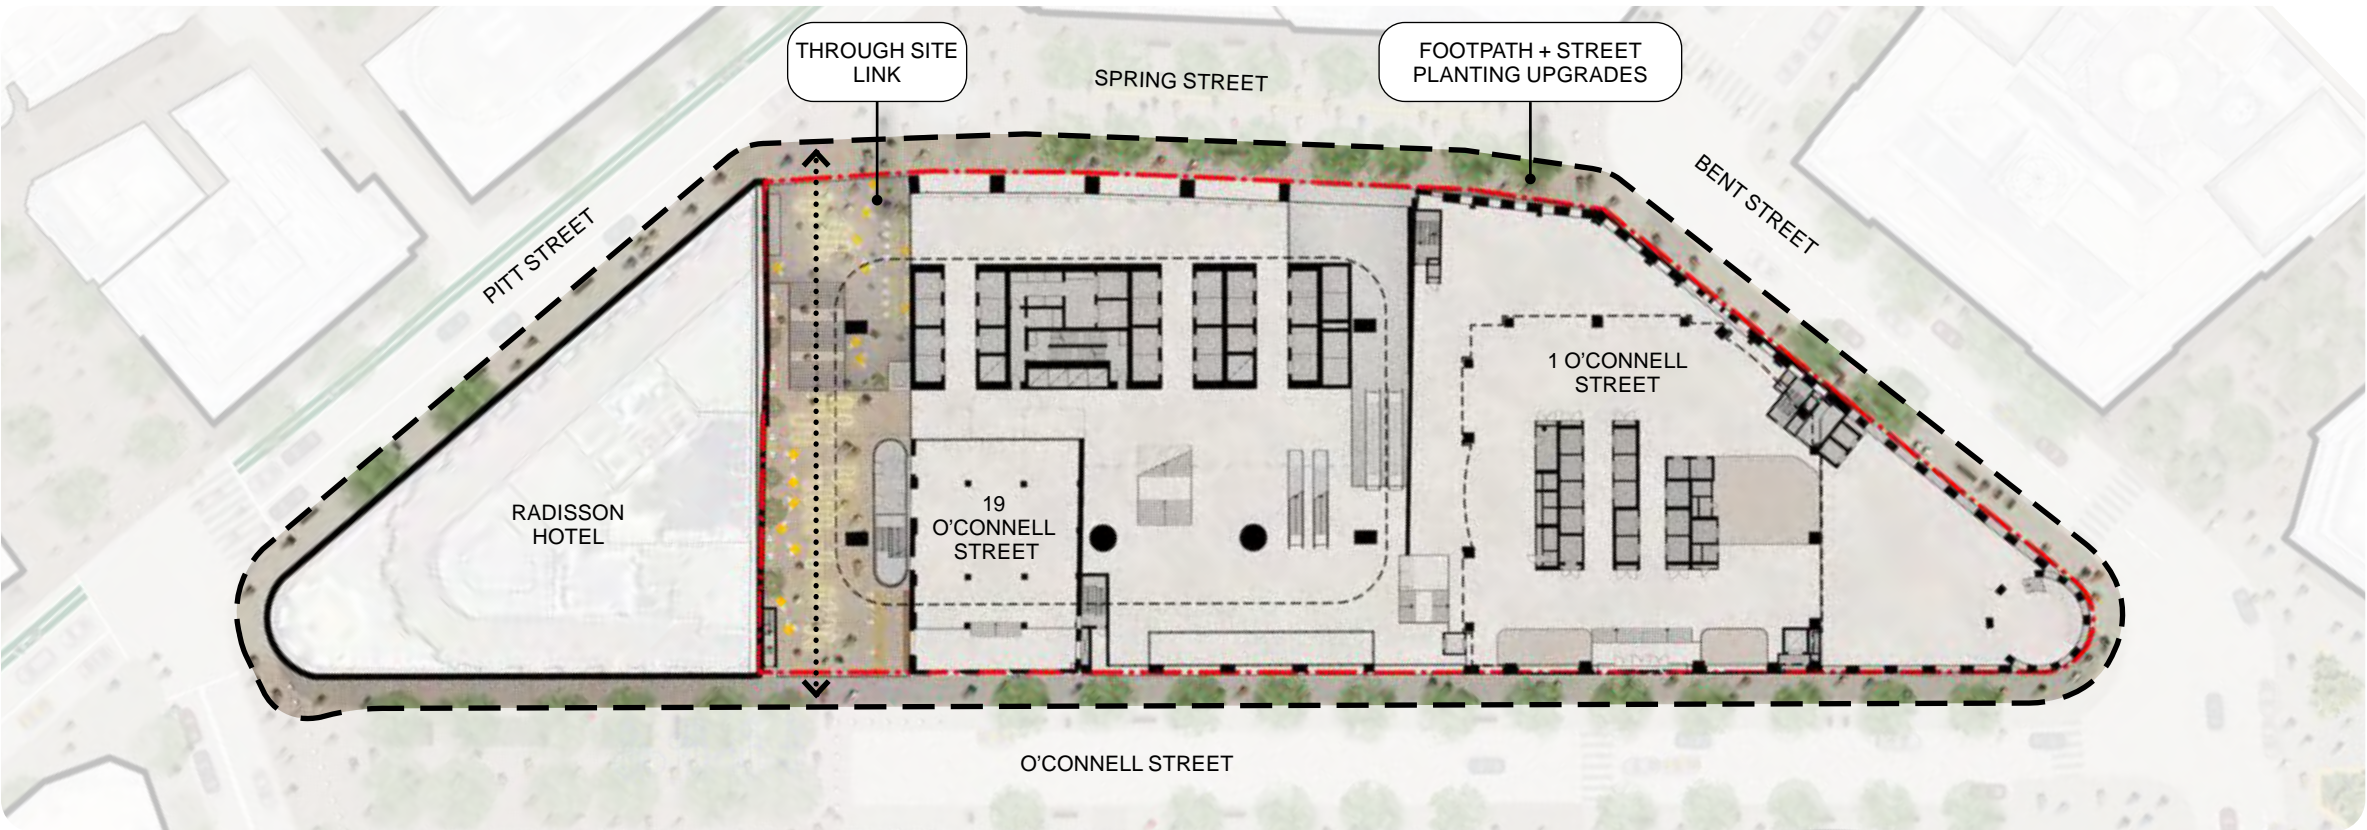 THROUGH SITE
LINK
SPRING STREET
FOOTPATH + STREET
PLANTING UPGRADES
BENT STREET
PITT STREET
1 O'CONNELL
STREET
RADISSON
HOTEL
19
O'CONNELL
STREET
O'CONNELL STREET